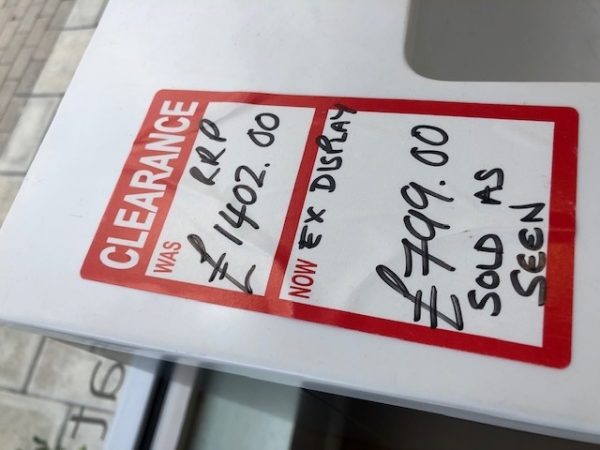 CLEARANCE
WAS RRP
£1402.00
NOW EX DISPLAY
£799.00
SOLD AS
SEEN